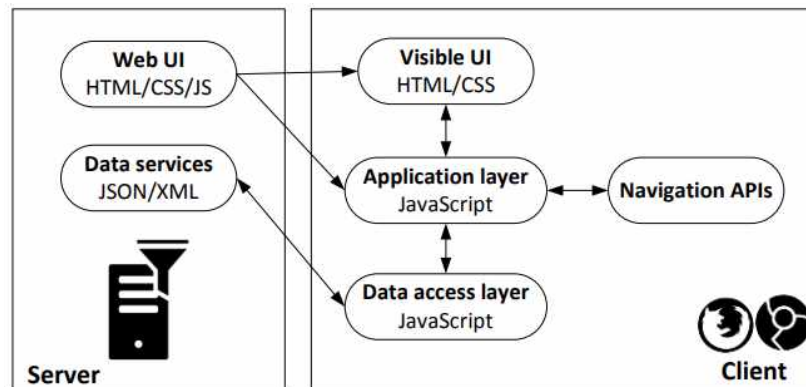 Web UI
HTML/CSS/JS
Data services
JSON/XML
Server
Visible UI
HTML/CSS
Application layer
JavaScript
Navigation APIs
Data access layer
JavaScript
Client